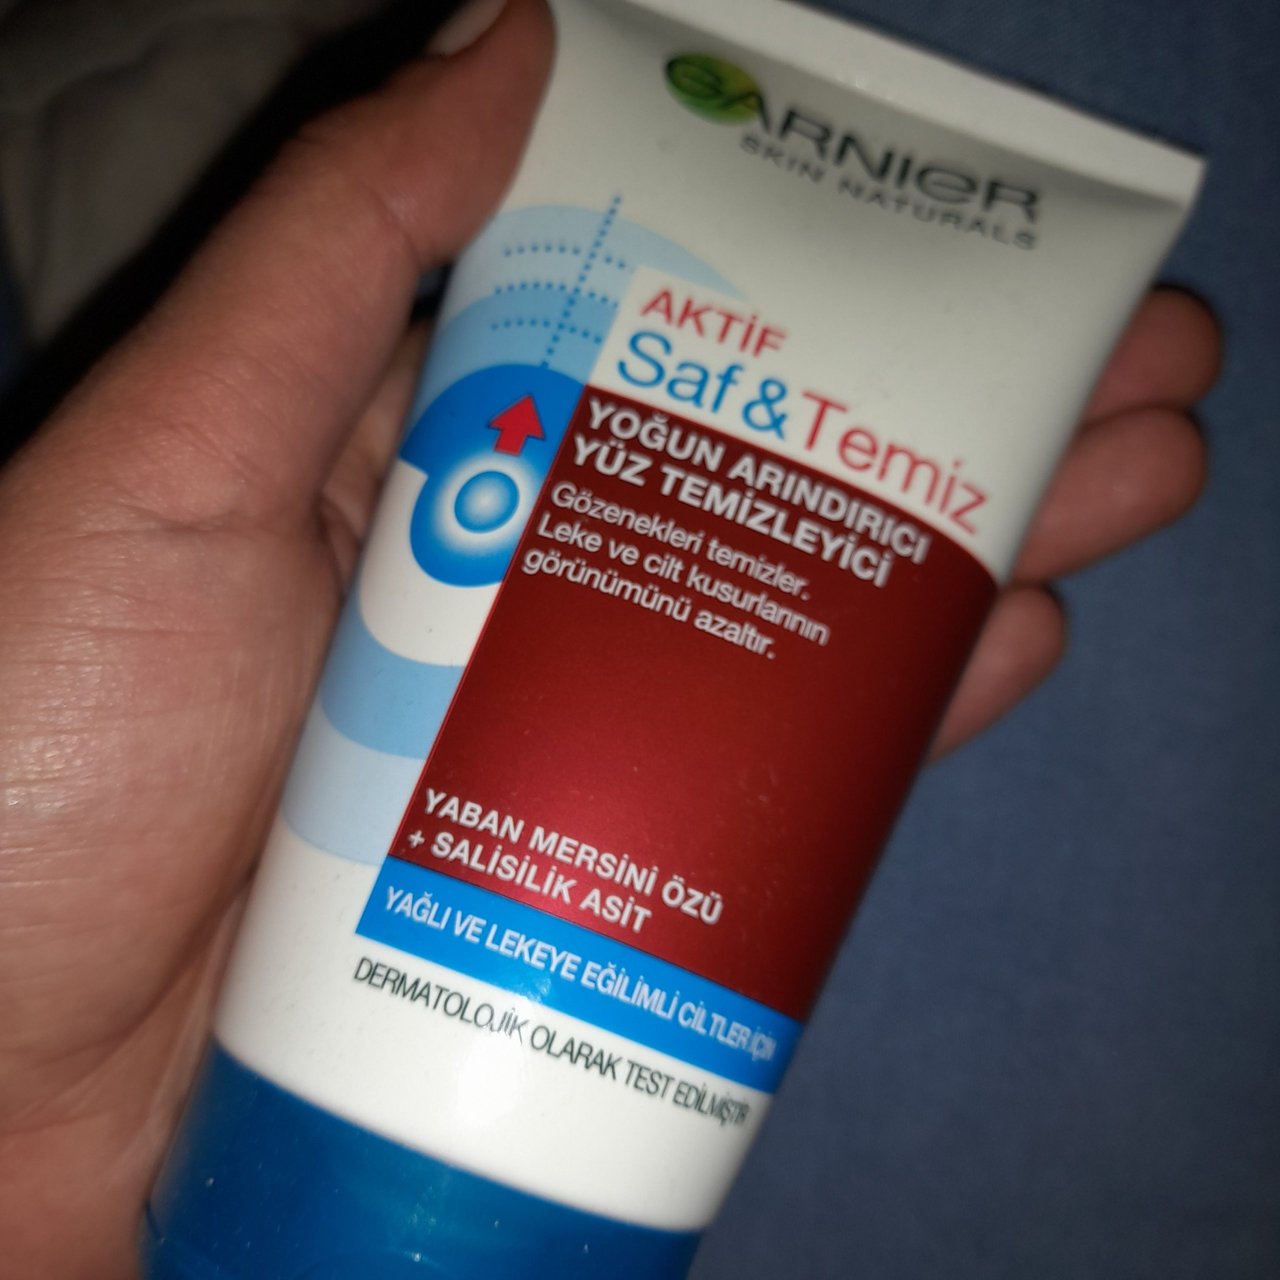 GARNIER
SKIN NATURALS
AKTİF
Saf & Temiz
YOĞUN ARINDIRICI
YÜZ TEMİZLEYİCİ
Gözenekleri temizler.
Leke ve cilt kusurlarının
görünümünü azaltır.
YABAN MERSİNİ ÖZÜ
+ SALİSİLİK ASİT
YAĞLI VE LEKEYE EĞİLİMLİ CİLTLER İÇİN
DERMATOLOJİK OLARAK TEST EDİLMİŞTİR